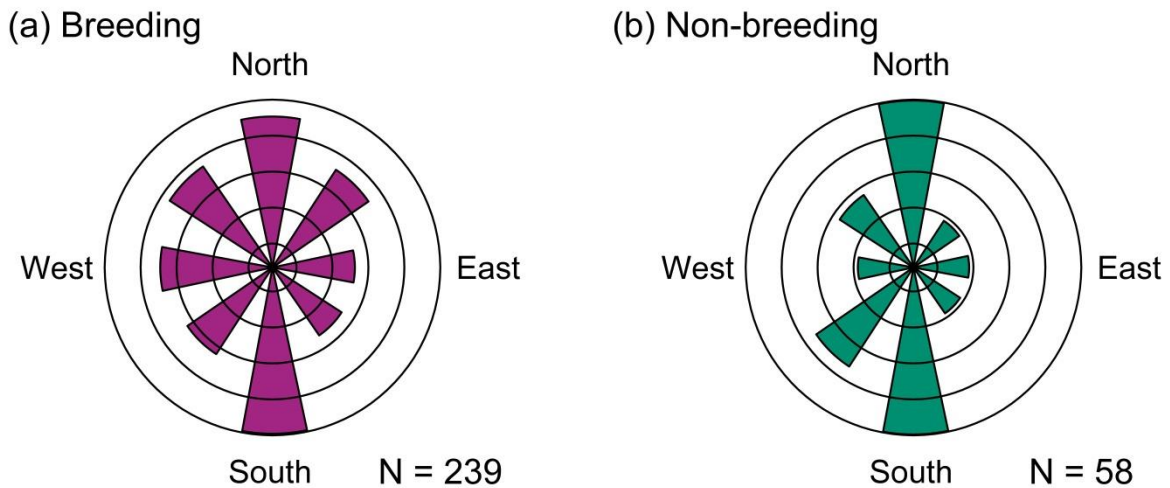 (a) Breeding
North
West
East
South
N = 239
(b) Non-breeding
North
West
East
South
N = 58